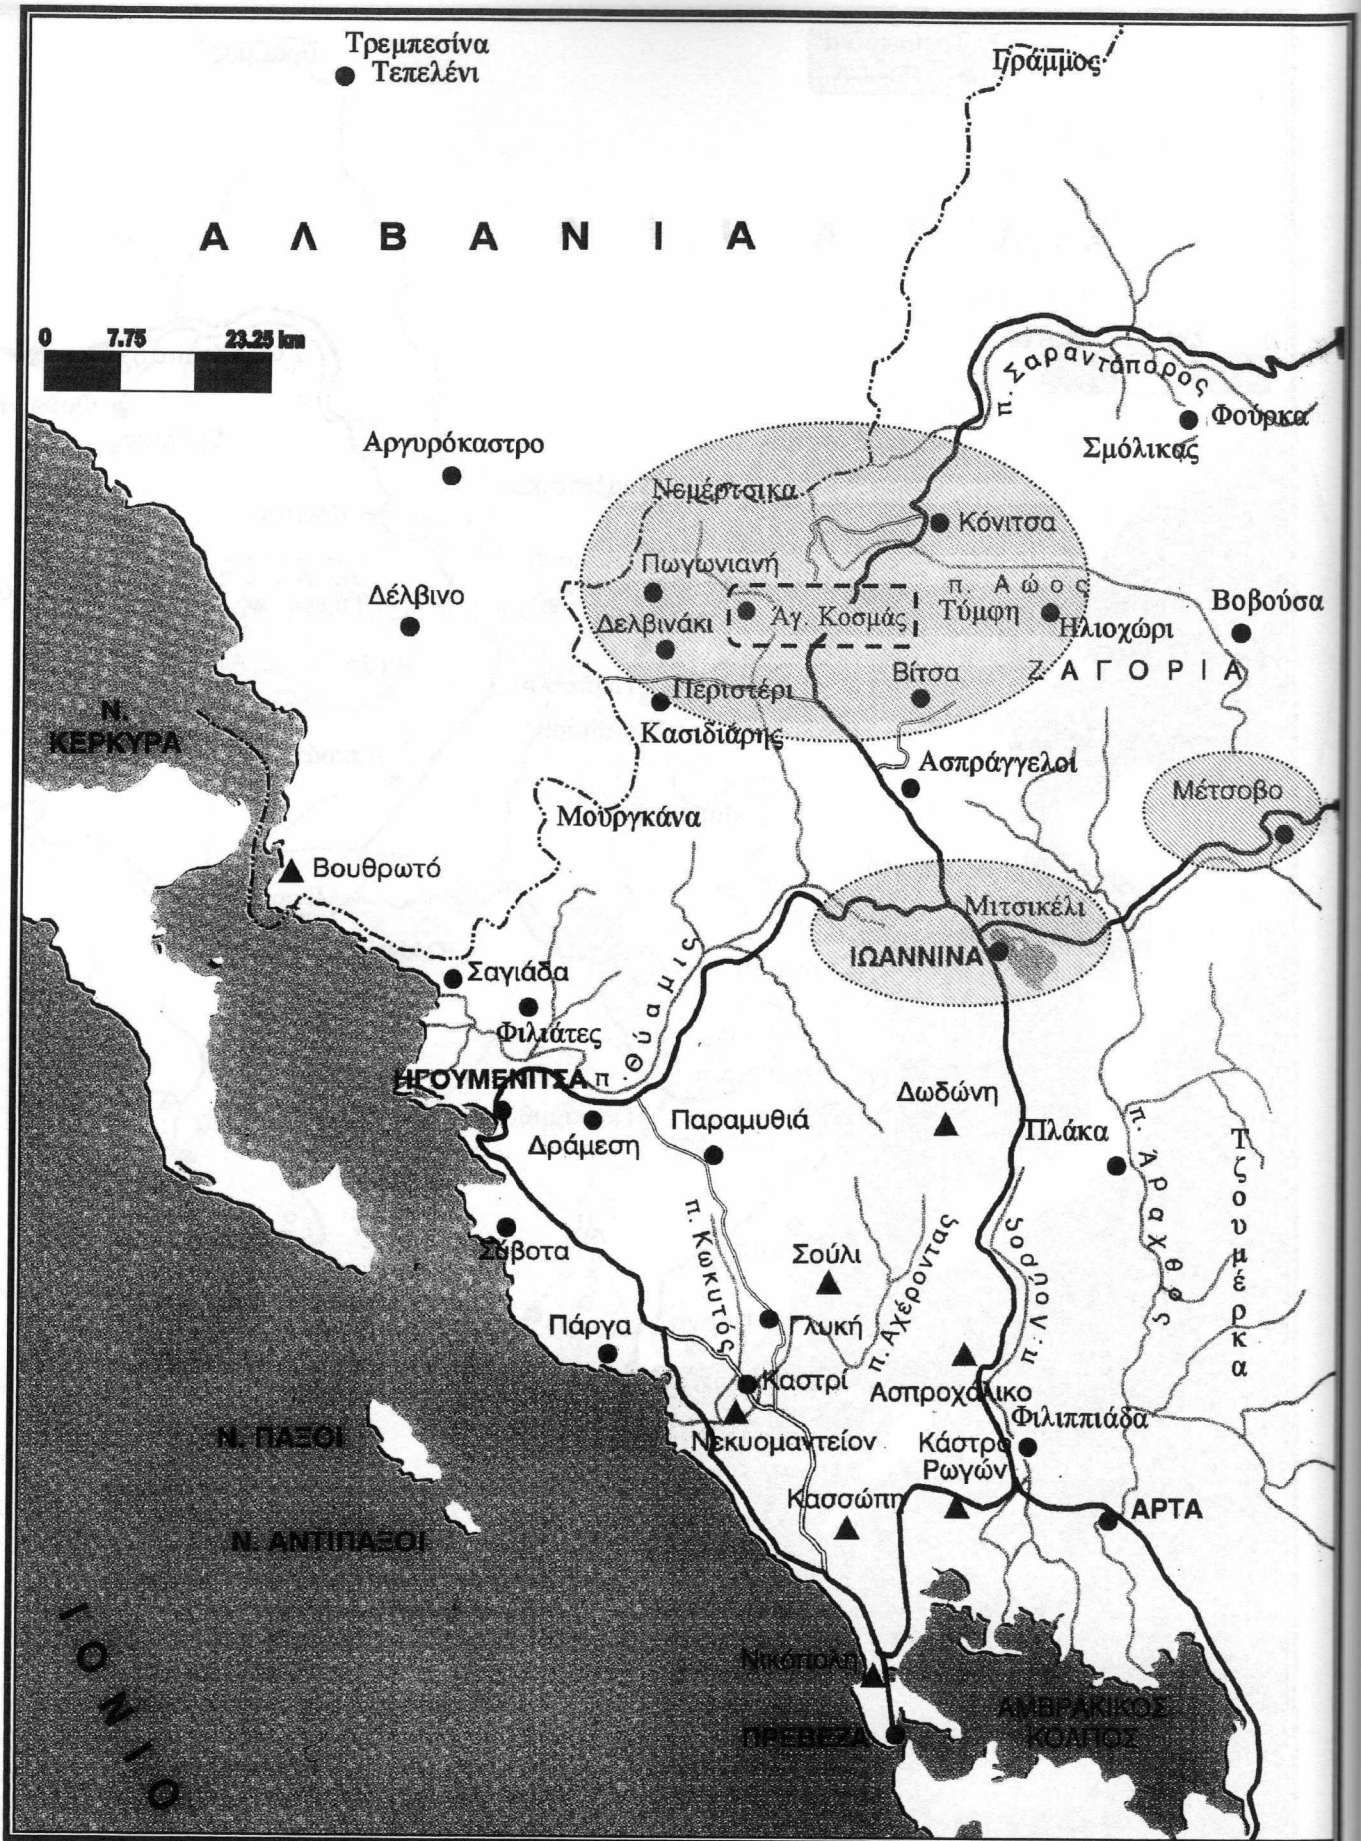 Τρεμπεσίνα
Τεπελένι
Γράμμος
ΑΛΒΑΝΙΑ
0 7.75 23.25 km
π. Σαραντάπορος
Φούρκα
Σμόλικας
Αργυρόκαστρο
Νεμέρτσικα
Κόνιτσα
Πωγωνιανή
π. Αώος
Δέλβινο
Άγ. Κοσμάς
Τύμφη
Βοβούσα
Δελβινάκι
Ηλιοχώρι
Βίτσα
ΖΑΓΟΡΙΑ
Περιστέρι
Ν.
ΚΕΡΚΥΡΑ
Κασιδιάρης
Ασπράγγελοί
Μέτσοβο
Μουργκάνα
Βουθρωτό
Μιτσικέλι
ΙΩΑΝΝΙΝΑ
Σαγιάδα
Φιλιάτες
π. Θύαμις
ΗΓΟΥΜΕΝΙΤΣΑ
Δωδώνη
Παραμυθιά
Πλάκα
Δράμεση
π. Άραχθος
Τζουμέρκα
π. Κωκυτός
Σύβοτα
Σούλι
π. Αχέροντας
π. Λούρος
Πάργα
Γλυκή
Καστρί
Ασπροχάλικο
Φιλιππιάδα
Ν. ΠΑΞΟΙ
Νεκυομαντείον
Κάστρο
Ρωγών
Κασσώπη
ΑΡΤΑ
Ν. ΑΝΤΙΠΑΞΟΙ
ΙΟΝΙΟ
Νικόπολη
ΑΜΒΡΑΚΙΚΟΣ
ΚΟΛΠΟΣ
ΠΡΕΒΕΖΑ